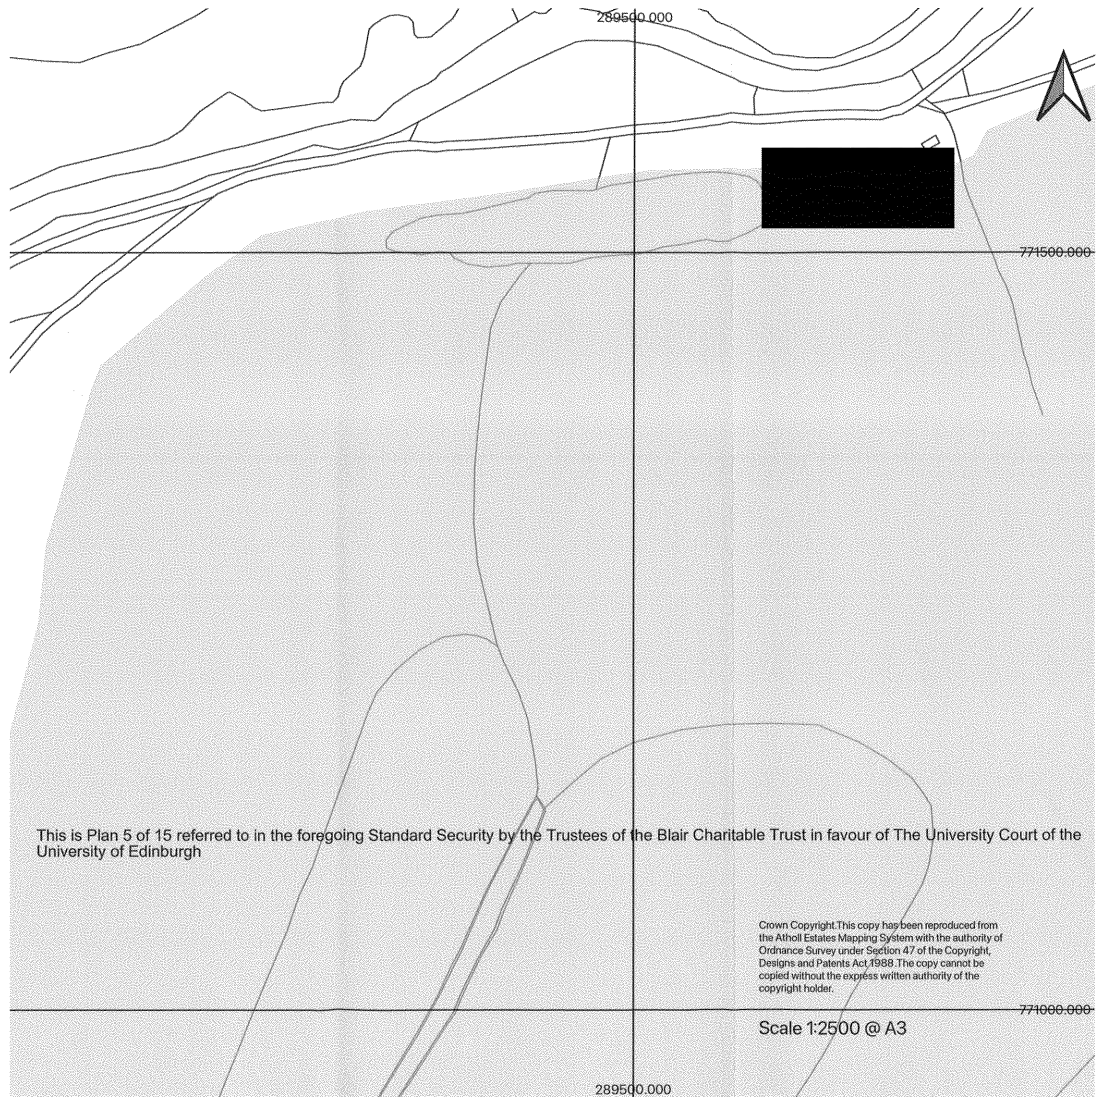 289500.000
771500.000
This is Plan 5 of 15 referred to in the foregoing Standard Security by the Trustees of the Blair Charitable Trust in favour of The University Court of the
University of Edinburgh
Crown Copyright.This copy has been reproduced from
the Atholl Estates Mapping System with the authority of
Ordnance Survey under Section 47 of the Copyright,
Designs and Patents Act,1988.The copy cannot be
copied without the express written authority of the
copyright holder.
771000.000
Scale 1:2500 @ A3
289500.000